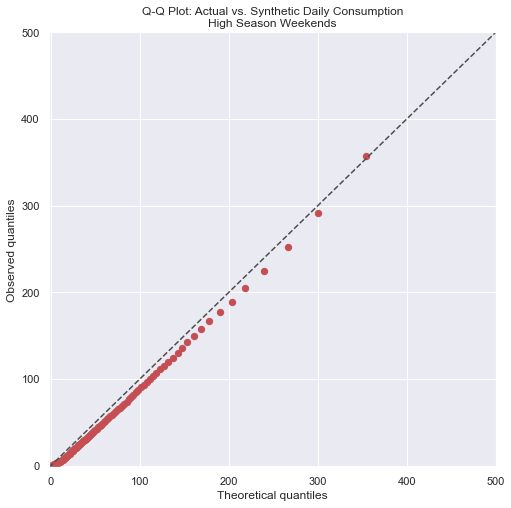 Q-Q Plot: Actual vs. Synthetic Daily Consumption
High Season Weekends
500
400
300
200
100
0
Observed quantiles
0 100 200 300 400 500
Theoretical quantiles